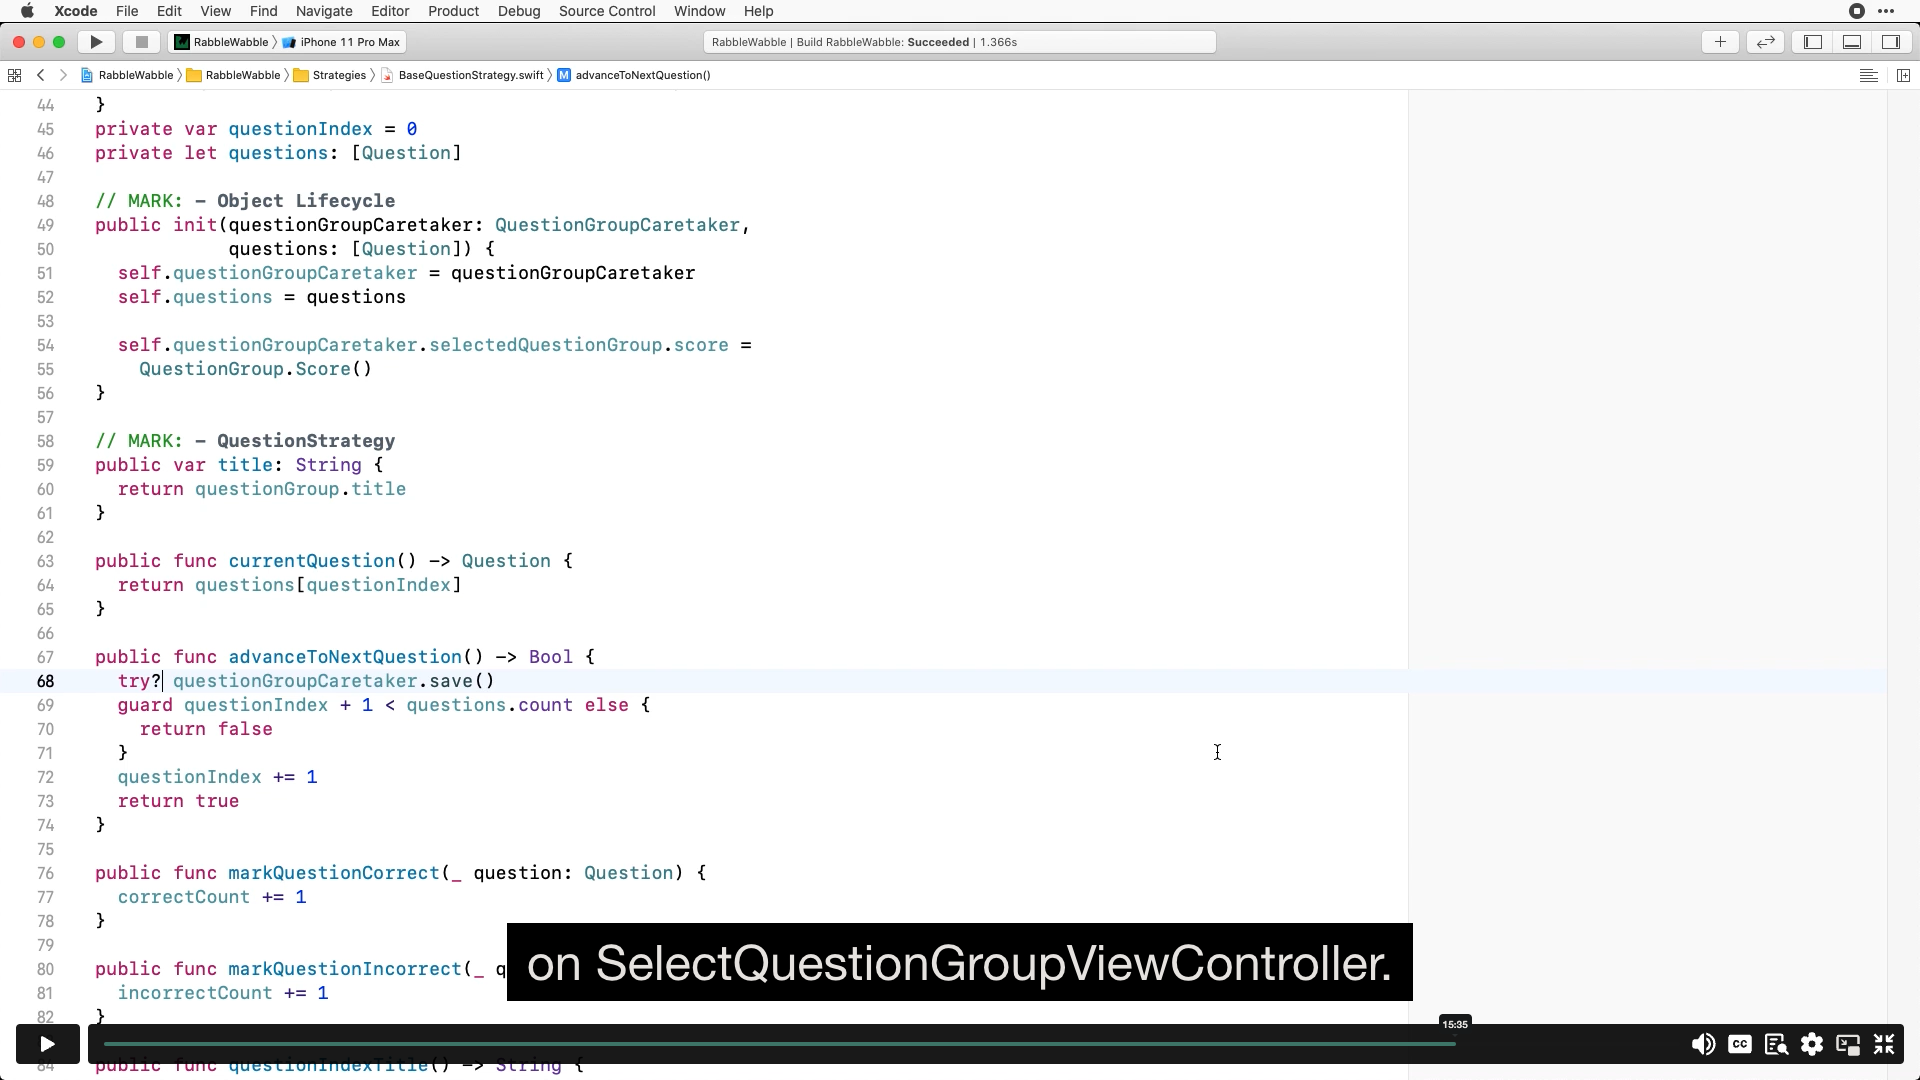 Xcode File Edit View Find Navigate Editor Product Debug Source Control Window Help
RabbleWabble iPhone 11 Pro Max RabbleWabble | Build RabbleWabble: Succeeded | 1.366s
RabbleWabble RabbleWabble Strategies BaseQuestionStrategy.swift M advanceToNextQuestion()
44 }
45 private var questionIndex = 0
46 private let questions: [Question]
47
48 // MARK: - Object Lifecycle
49 public init(questionGroupCaretaker: QuestionGroupCaretaker,
50 questions: [Question]) {
51 self.questionGroupCaretaker = questionGroupCaretaker
52 self.questions = questions
53
54 self.questionGroupCaretaker.selectedQuestionGroup.score =
55 QuestionGroup.Score()
56 }
57
58 // MARK: - QuestionStrategy
59 public var title: String {
60 return questionGroup.title
61 }
62
63 public func currentQuestion() -> Question {
64 return questions[questionIndex]
65 }
66
67 public func advanceToNextQuestion() -> Bool {
68 try? questionGroupCaretaker.save()
69 guard questionIndex + 1 < questions.count else {
70 return false
71 }
72 questionIndex += 1
73 return true
74 }
75
76 public func markQuestionCorrect(_ question: Question) {
77 correctCount += 1
78 }
79
80 public func markQuestionIncorrect(_ q
on SelectQuestionGroupViewController.
81 incorrectCount += 1
82 }
15:35
CC
84 public func questionIndexTitle() -> String {